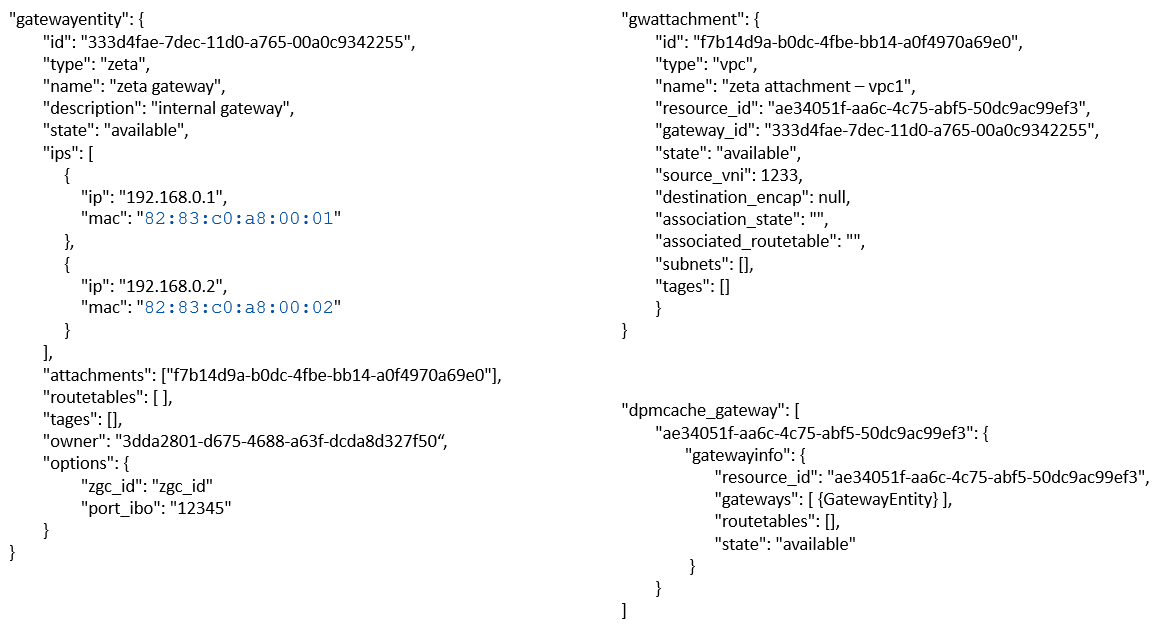 "gatewayentity": {
"id": "333d4fae-7dec-11d0-a765-00a0c9342255",
"type": "zeta",
"name": "zeta gateway",
"description": "internal gateway",
"state": "available",
"ips": [
{
"ip": "192.168.0.1",
"mac": "82:83:c0:a8:00:01"
},
{
"ip": "192.168.0.2",
"mac": "82:83:c0:a8:00:02"
}
],
"attachments": ["f7b14d9a-b0dc-4fbe-bb14-a0f4970a69e0"],
"routetables": [ ],
"tages": [],
"owner": "3dda2801-d675-4688-a63f-dcda8d327f50“,
"options": {
"zgc_id": "zgc_id"
"port_ibo": "12345"
}
}
"gwattachment": {
"id": "f7b14d9a-b0dc-4fbe-bb14-a0f4970a69e0",
"type": "vpc",
"name": "zeta attachment – vpc1",
"resource_id": "ae34051f-aa6c-4c75-abf5-50dc9ac99ef3",
"gateway_id": "333d4fae-7dec-11d0-a765-00a0c9342255",
"state": "available",
"source_vni": 1233,
"destination_encap": null,
"association_state": "",
"associated_routetable": "",
"subnets": [],
"tages": []
}
}
"dpmcache_gateway": [
"ae34051f-aa6c-4c75-abf5-50dc9ac99ef3": {
"gatewayinfo": {
"resource_id": "ae34051f-aa6c-4c75-abf5-50dc9ac99ef3",
"gateways": [ {GatewayEntity} ],
"routetables": [],
"state": "available"
}
}
]